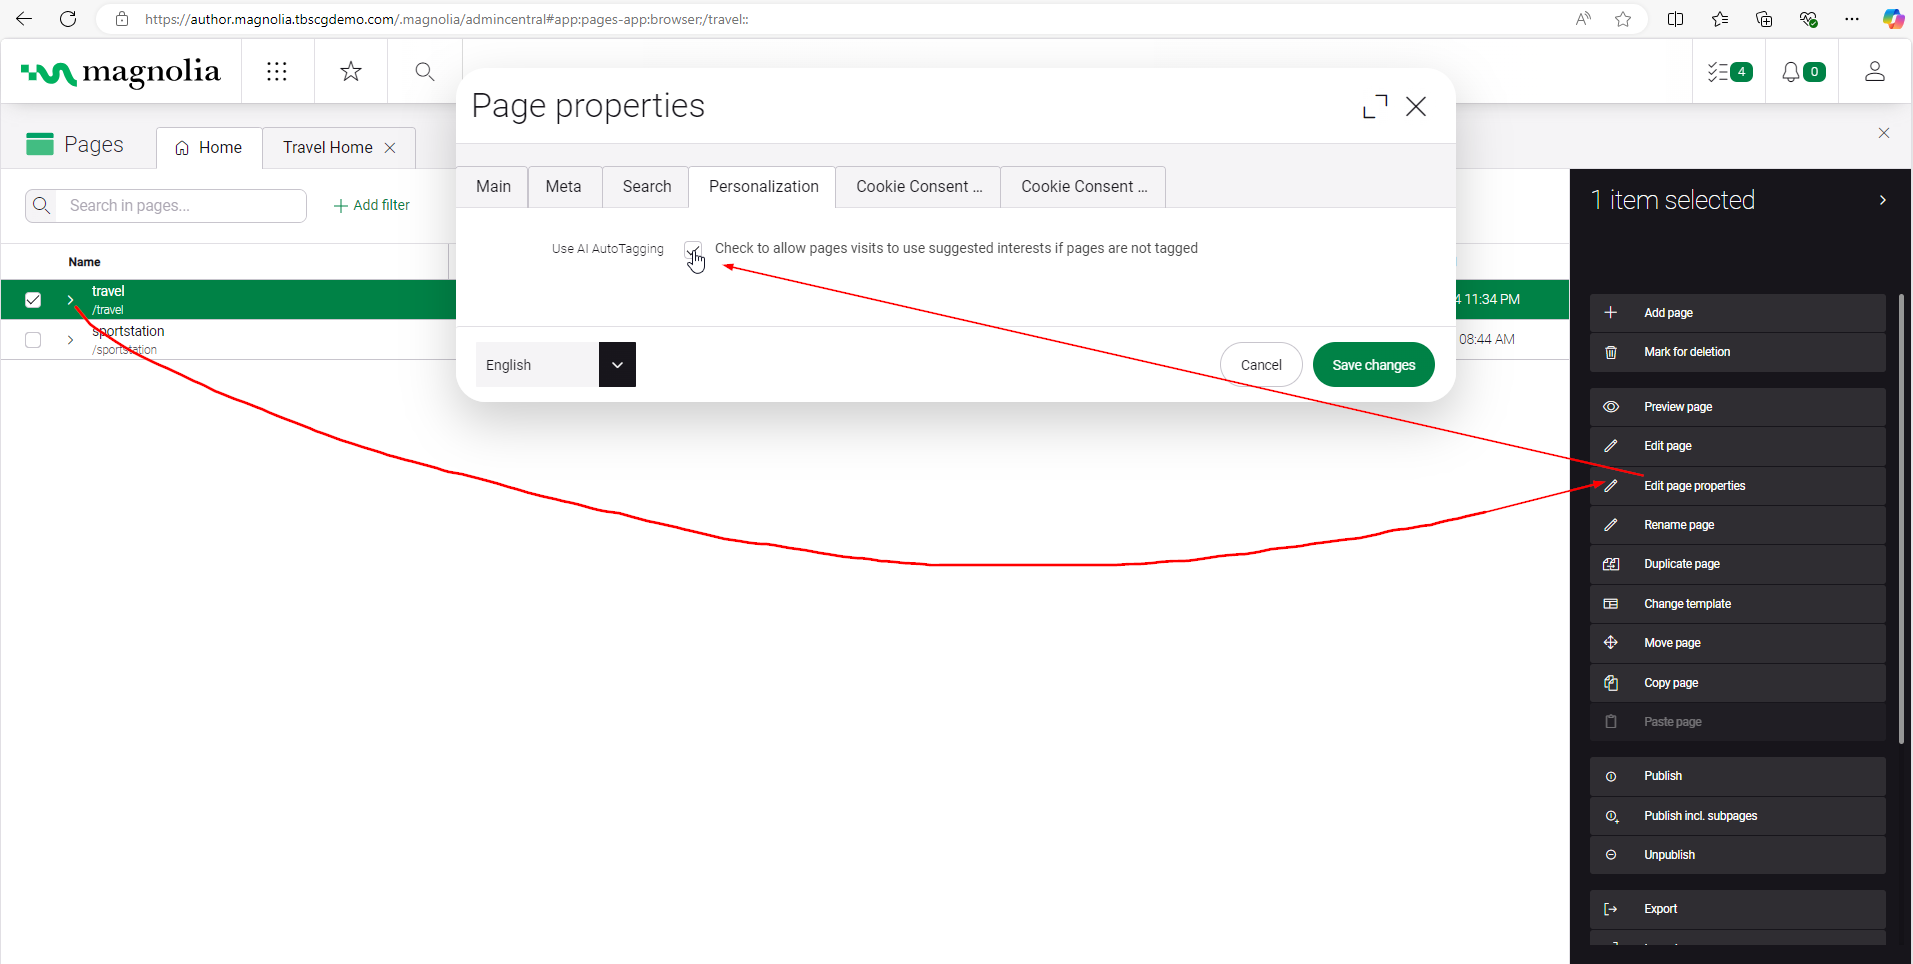 https://author.magnolia.tbscgdemo.com/.magnolia/admincentral#app:pages-app:browser;/travel::
magnolia
4
0
Pages
Home
Travel Home
Search in pages...
Add filter
Name
travel
/travel
sportstation
/sportstation
4 11:34 PM
08:44 AM
Page properties
Main
Meta
Search
Personalization
Cookie Consent ...
Cookie Consent ...
Use AI AutoTagging
Check to allow pages visits to use suggested interests if pages are not tagged
English
Cancel
Save changes
1 item selected
Add page
Mark for deletion
Preview page
Edit page
Edit page properties
Rename page
Duplicate page
Change template
Move page
Copy page
Paste page
Publish
Publish incl. subpages
Unpublish
Export